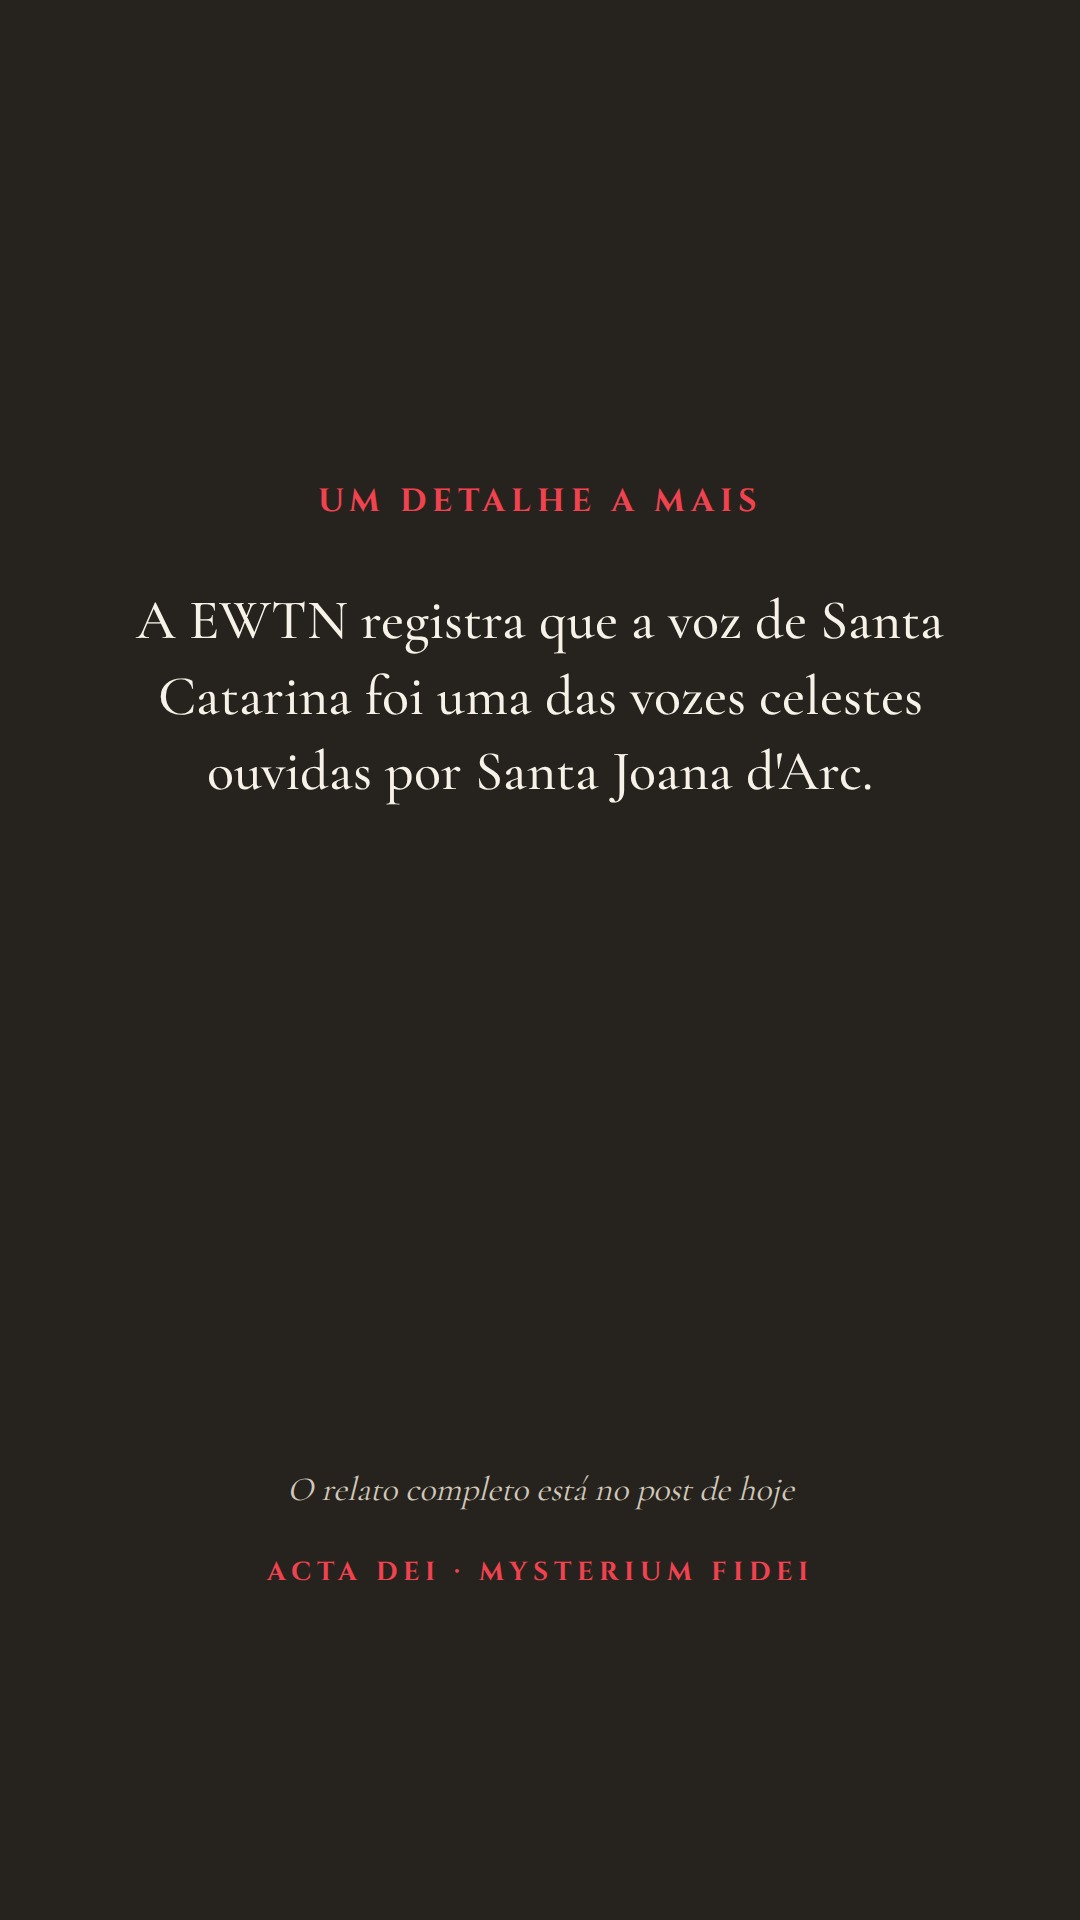 UM DETALHE A MAIS
A EWTN registra que a voz de Santa
Catarina foi uma das vozes celestes
ouvidas por Santa Joana d'Arc.
O relato completo está no post de hoje
ACTA DEI · MYSTERIUM FIDEI